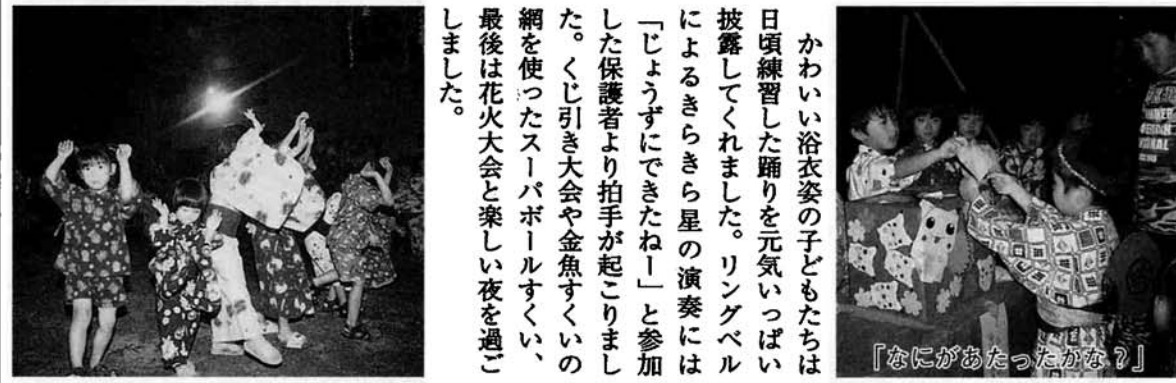 かわいい浴衣姿の子どもたちは
日頃練習した踊りを元気いっぱい
披露してくれました。リングベル
によるきらきら星の演奏には
「じょうずにできたねー」と参加
した保護者より拍手が起こりまし
た。くじ引き大会や金魚すくいの
網を使ったスーパボールすくい、
最後は花火大会と楽しい夜を過ご
しました。
「なにがあたったかな？」